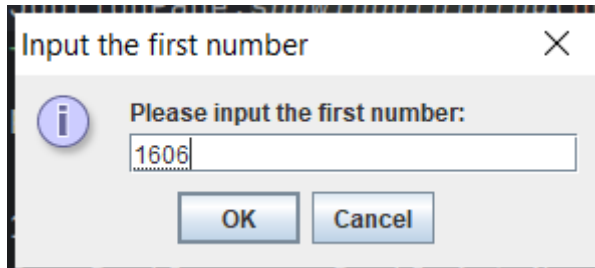 Input the first number
Please input the first number:
1606
OK
Cancel